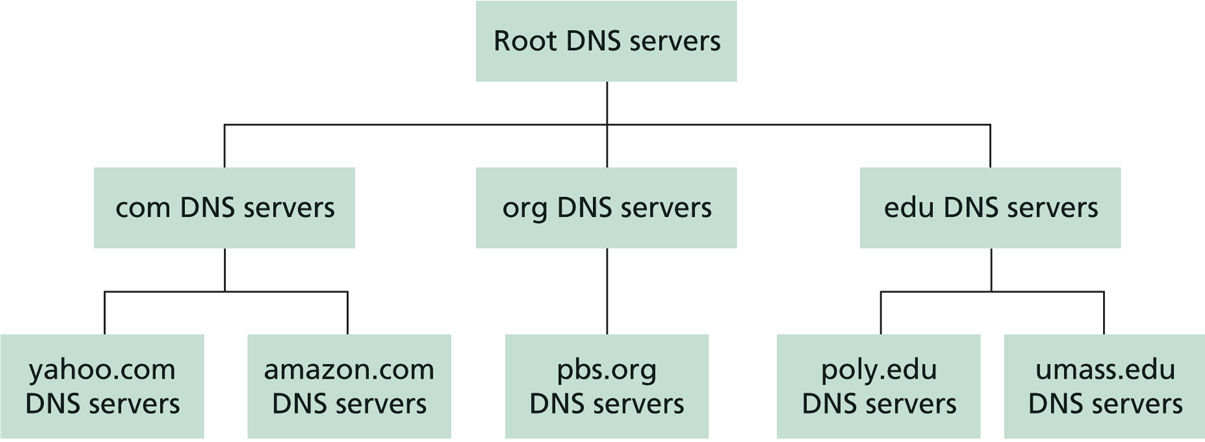 Root DNS servers
com DNS servers
org DNS servers
edu DNS servers
yahoo.com
DNS servers
amazon.com
DNS servers
pbs.org
DNS servers
poly.edu
DNS servers
umass.edu
DNS servers